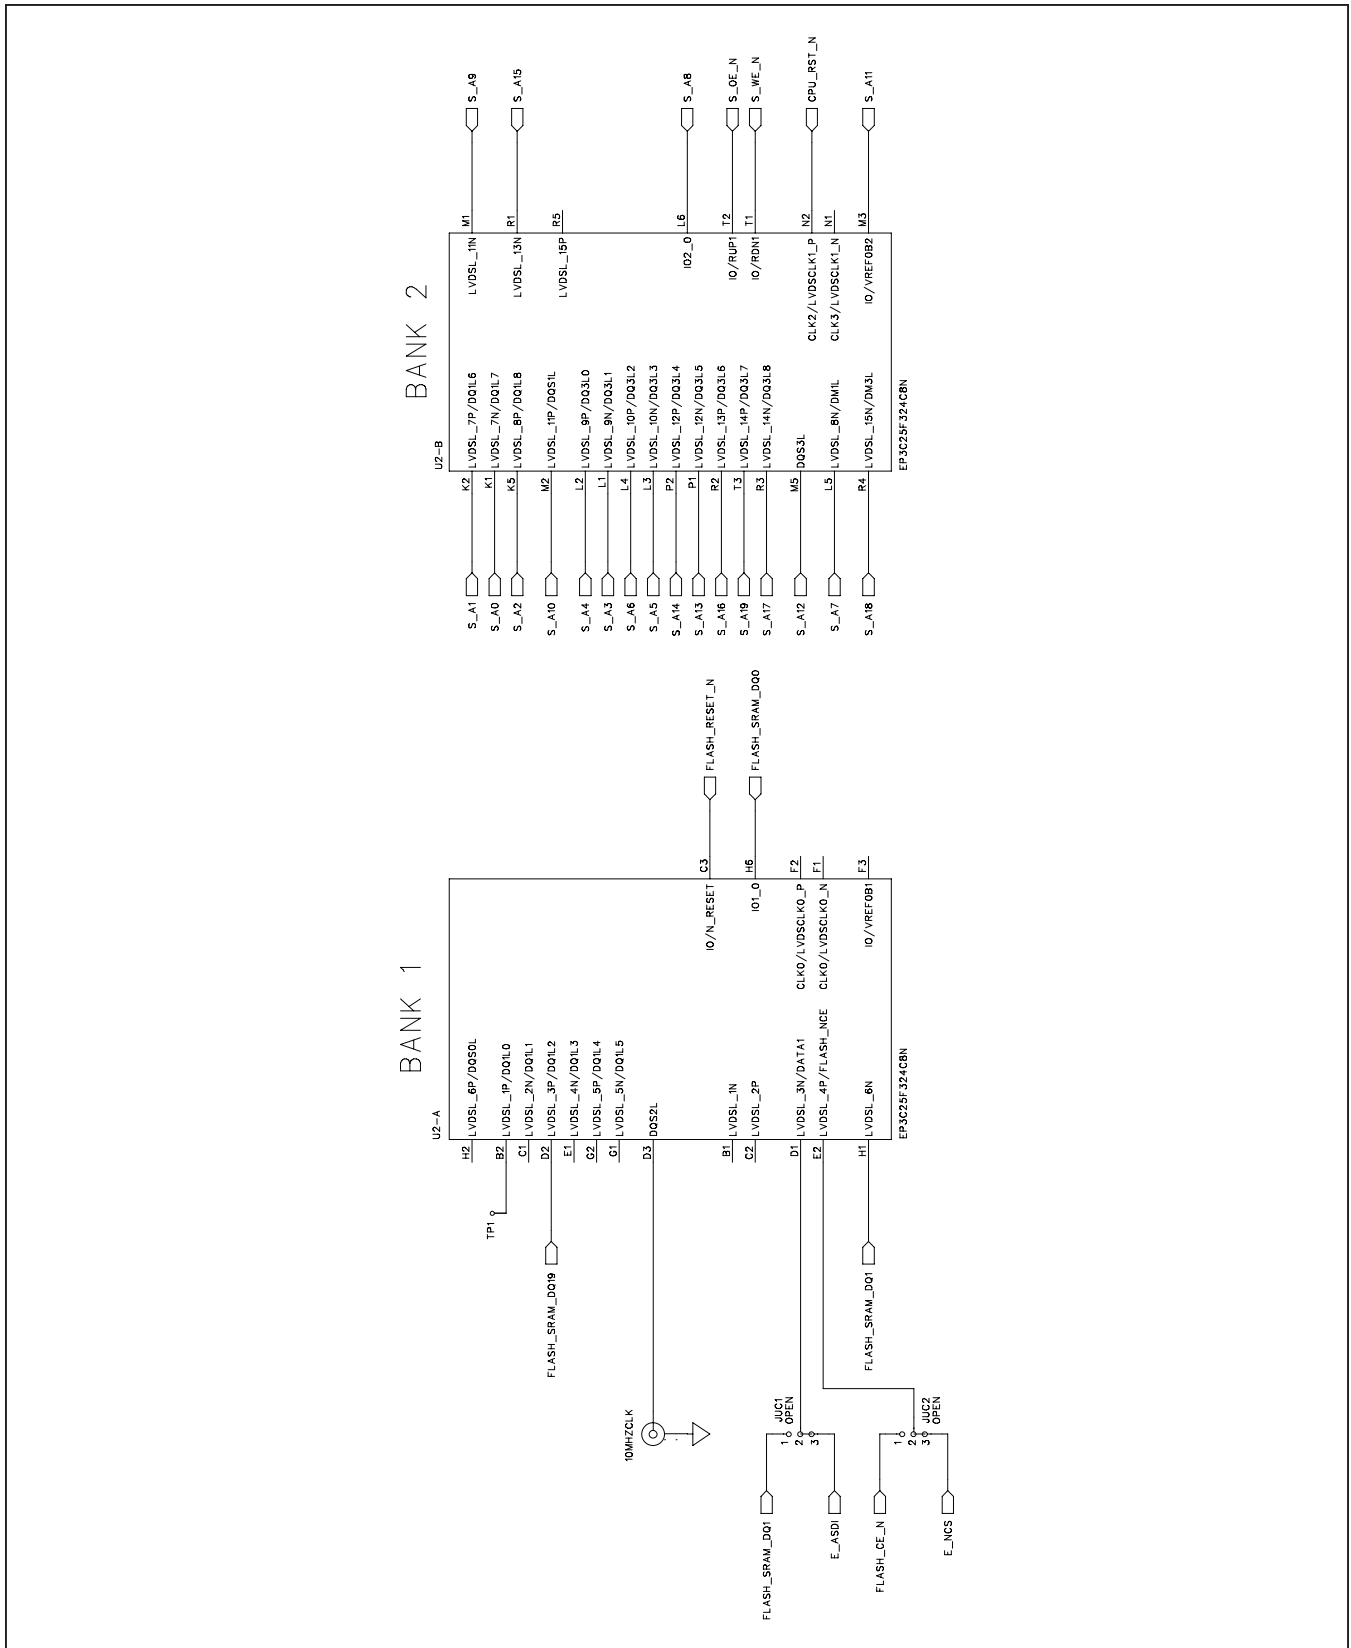 BANK 1
U2-A
H2 LVDSL_6P/DQS0L
B2 LVDSL_1P/DQ1L0
TP1
C1 LVDSL_2N/DQ1L1
FLASH_SRAM_DQ19 D2 LVDSL_3P/DQ1L2
E1 LVDSL_4N/DQ1L3
G2 LVDSL_5P/DQ1L4
G1 LVDSL_5N/DQ1L5
10MHZCLK
D3 DQS2L
IO/N_RESET C3 FLASH_RESET_N
B1 LVDSL_1N
C2 LVDSL_2P
IO1_0 H6 FLASH_SRAM_DQ0
JUC1
OPEN
FLASH_SRAM_DQ1 1
2
3
E_ASDI
D1 LVDSL_3N/DATA1
CLK0/LVDSCLK0_P F2
E2 LVDSL_4P/FLASH_NCE
CLK0/LVDSCLK0_N F1
FLASH_SRAM_DQ1 H1 LVDSL_6N
IO/VREF0B1 F3
JUC2
OPEN
FLASH_CE_N 1
2
3
E_NCS
EP3C25F324C8N
BANK 2
U2-B
S_A1 K2 LVDSL_7P/DQ1L6
LVDSL_11N M1 S_A9
S_A0 K1 LVDSL_7N/DQ1L7
S_A2 K5 LVDSL_8P/DQ1L8
LVDSL_13N R1 S_A15
S_A10 M2 LVDSL_11P/DQS1L
LVDSL_15P R5
S_A4 L2 LVDSL_9P/DQ3L0
S_A3 L1 LVDSL_9N/DQ3L1
S_A6 L4 LVDSL_10P/DQ3L2
S_A5 L3 LVDSL_10N/DQ3L3
S_A14 P2 LVDSL_12P/DQ3L4
IO2_0 L6 S_A8
S_A13 P1 LVDSL_12N/DQ3L5
S_A16 R2 LVDSL_13P/DQ3L6
IO/RUP1 T2 S_OE_N
S_A19 T3 LVDSL_14P/DQ3L7
IO/RDN1 T1 S_WE_N
S_A17 R3 LVDSL_14N/DQ3L8
S_A12 M5 DQS3L
CLK2/LVDSCLK1_P N2 CPU_RST_N
S_A7 L5 LVDSL_8N/DM1L
CLK3/LVDSCLK1_N N1
S_A18 R4 LVDSL_15N/DM3L
IO/VREF0B2 M3 S_A11
EP3C25F324C8N